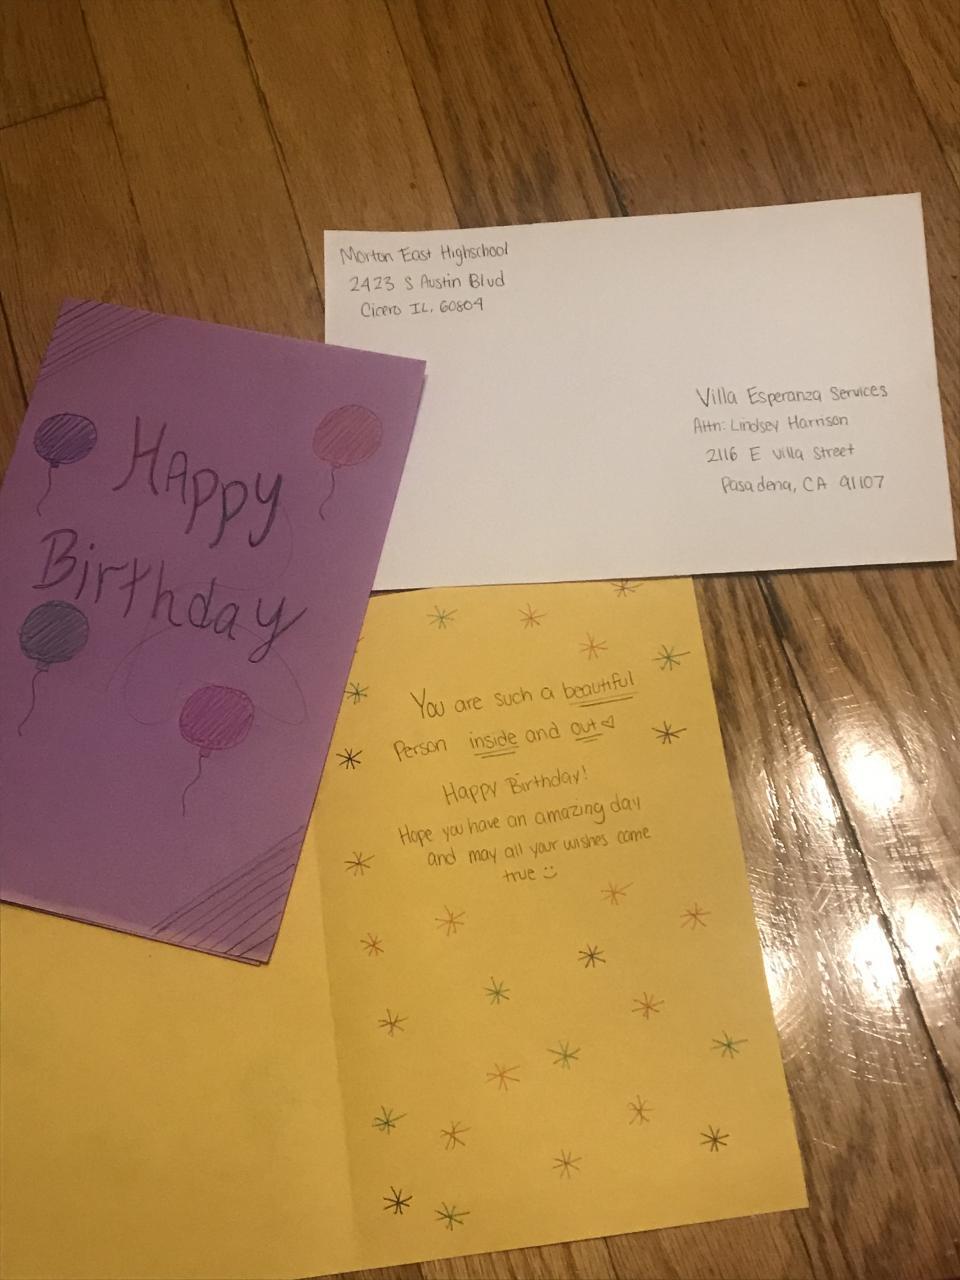 Morton East Highschool
2423 S Austin Blvd
Cicero IL, 60804
Villa Esperanza Services
Attn: Lindsey Harrison
2116 E Villa Street
Pasadena, CA 91107
Happy
Birthday
You are such a beautiful
Person inside and out
Happy Birthday!
Hope you have an amazing day
and may all your wishes come
true